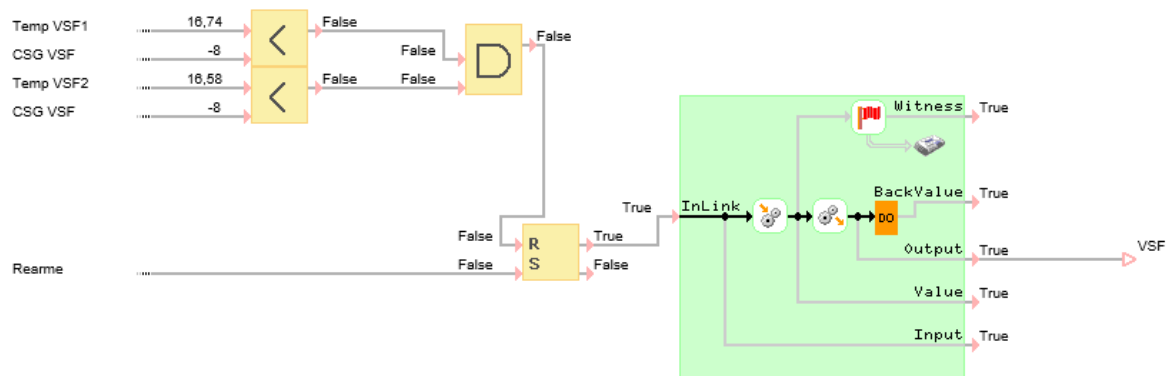 Temp VSF1 16,74 False
False
CSG VSF -8 False
Temp VSF2 16,58 False False
CSG VSF -8
Witness True
BackValue True
True InLink
DO
False R True
Output True VSF
S
Rearme False False
Value True
Input True